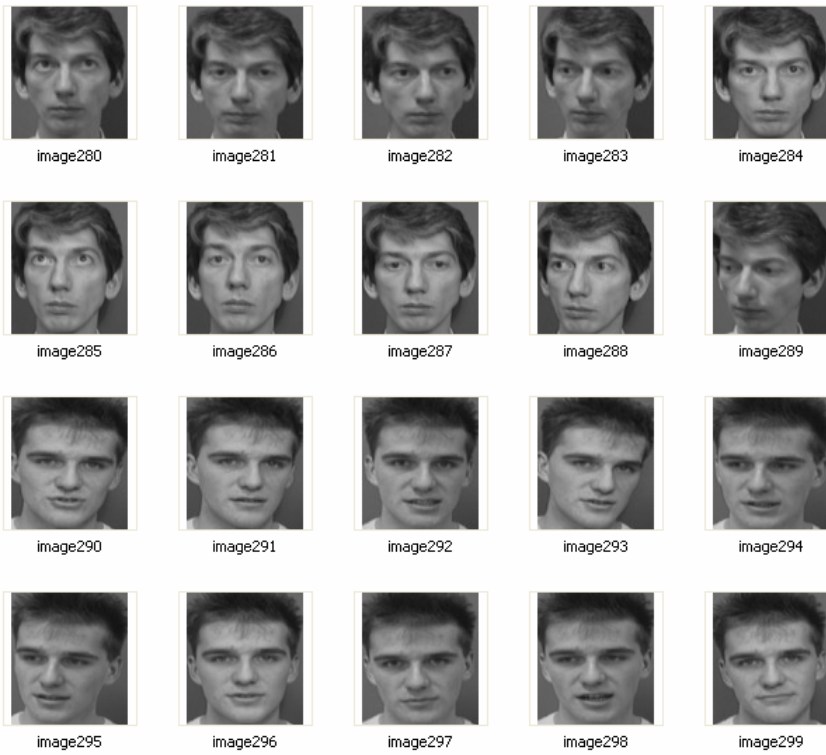 image280 image281 image282 image283 image284
image285 image286 image287 image288 image289
image290 image291 image292 image293 image294
image295 image296 image297 image298 image299